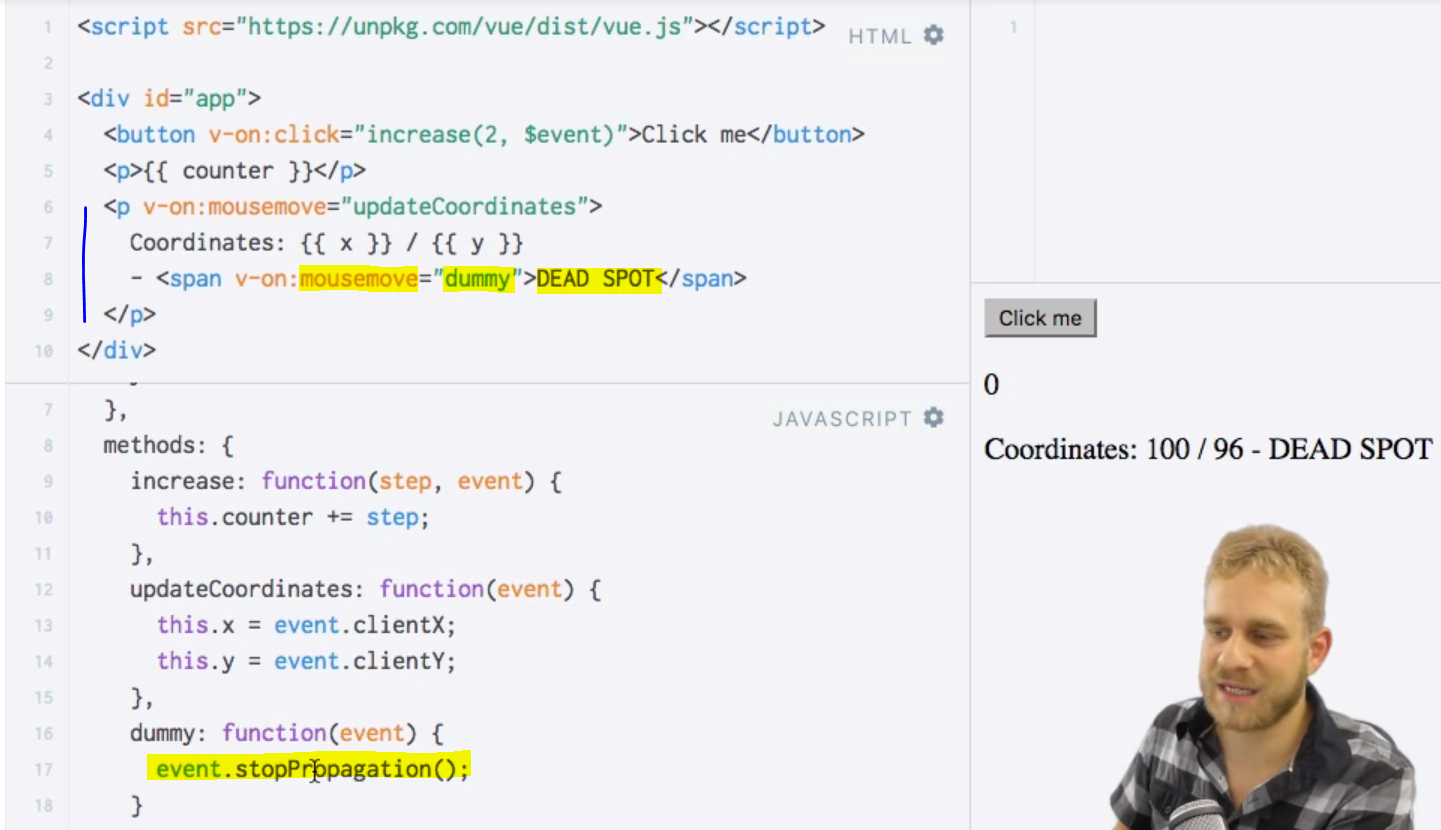 1 <script src="https://unpkg.com/vue/dist/vue.js"></script>
HTML
2
3 <div id="app">
4 <button v-on:click="increase(2, $event)">Click me</button>
5 <p>{{ counter }}</p>
6 <p v-on:mousemove="updateCoordinates">
7 Coordinates: {{ x }} / {{ y }}
8 - <span v-on:mousemove="dummy">DEAD SPOT</span>
9 </p>
10 </div>
7 },
JAVASCRIPT
8 methods: {
9 increase: function(step, event) {
10 this.counter += step;
11 },
12 updateCoordinates: function(event) {
13 this.x = event.clientX;
14 this.y = event.clientY;
15 },
16 dummy: function(event) {
17 event.stopPropagation();
18 }
1
Click me
0
Coordinates: 100 / 96 - DEAD SPOT